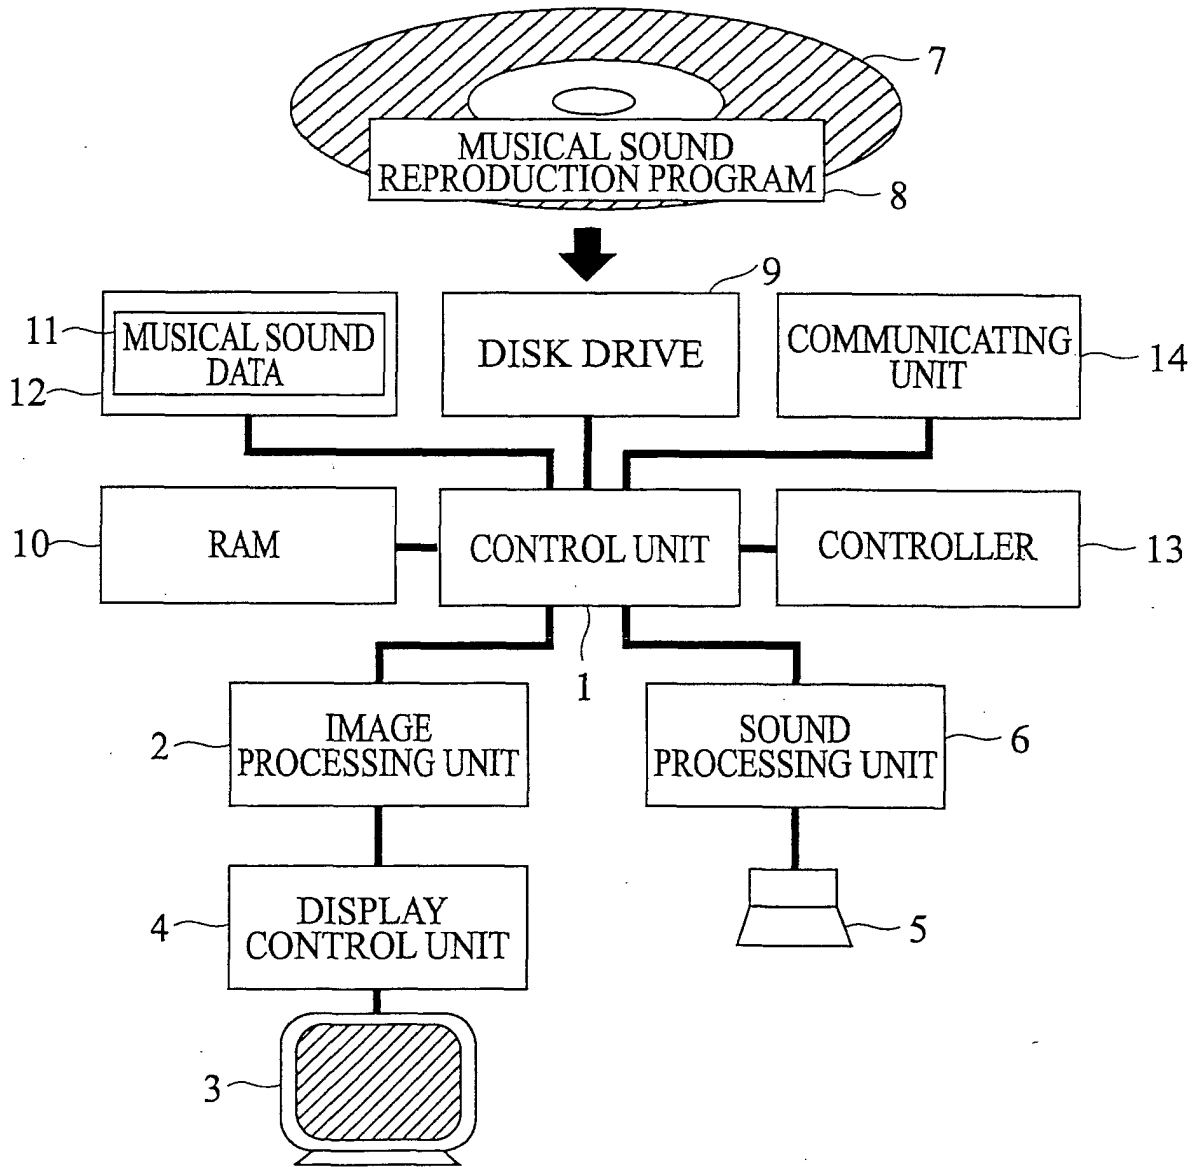 7
MUSICAL SOUND
REPRODUCTION PROGRAM
8
9
11
MUSICAL SOUND
DATA
12
DISK DRIVE
COMMUNICATING
UNIT
14
10
RAM
CONTROL UNIT
CONTROLLER
13
1
2
IMAGE
PROCESSING UNIT
SOUND
PROCESSING UNIT
6
4
DISPLAY
CONTROL UNIT
5
3